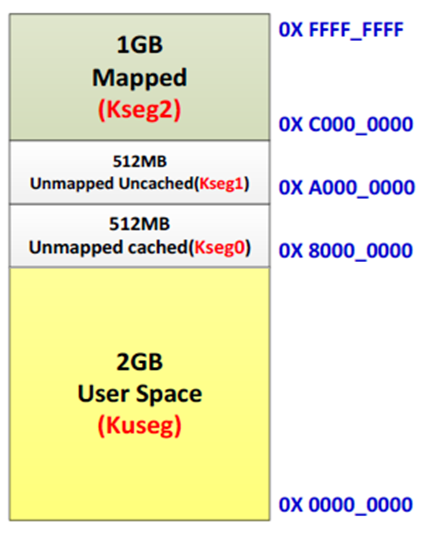 0X FFFF_FFFF
1GB
Mapped
(Kseg2)
0X C000_0000
512MB
Unmapped Uncached(Kseg1)
0X A000_0000
512MB
Unmapped cached(Kseg0)
0X 8000_0000
2GB
User Space
(Kuseg)
0X 0000_0000